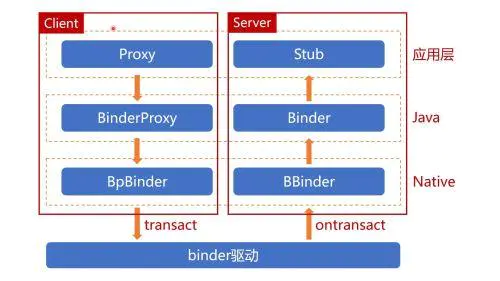 Client
Server
Proxy
Stub
应用层
BinderProxy
Binder
Java
BpBinder
BBinder
Native
transact
ontransact
binder驱动